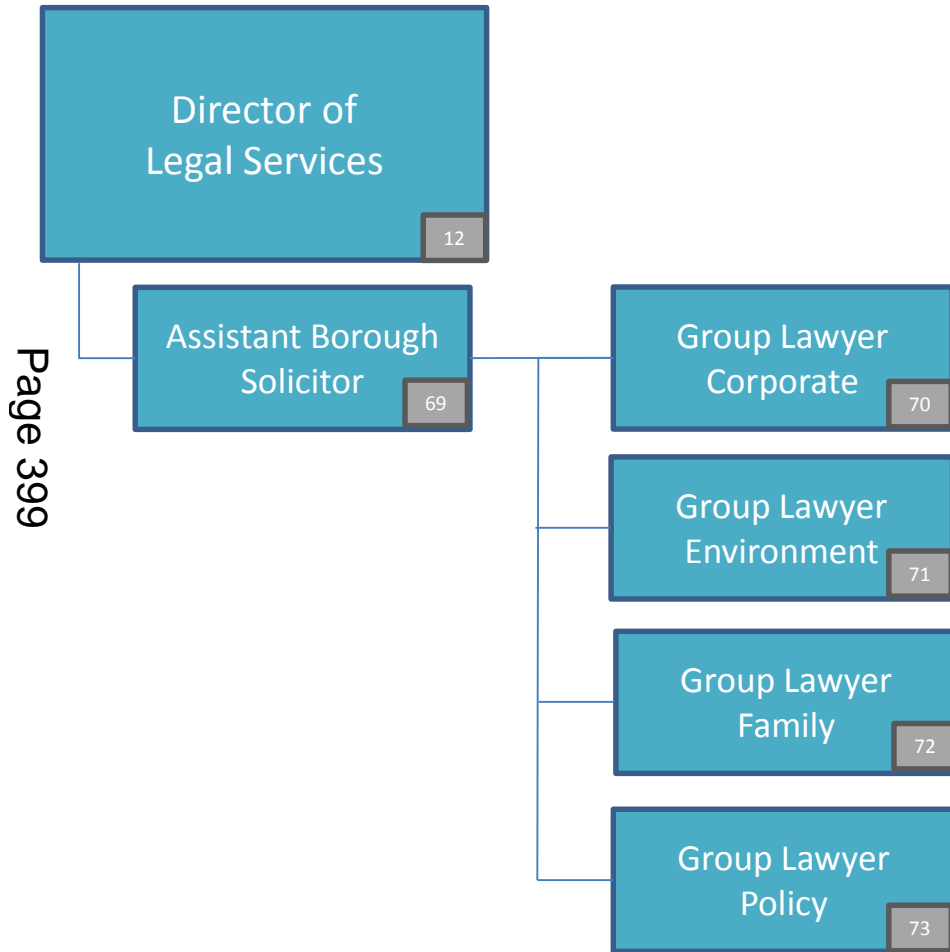 Director of
Legal Services
12
Assistant Borough
Solicitor
69
Group Lawyer
Corporate
70
Group Lawyer
Environment
71
Group Lawyer
Family
72
Group Lawyer
Policy
73
Page 399